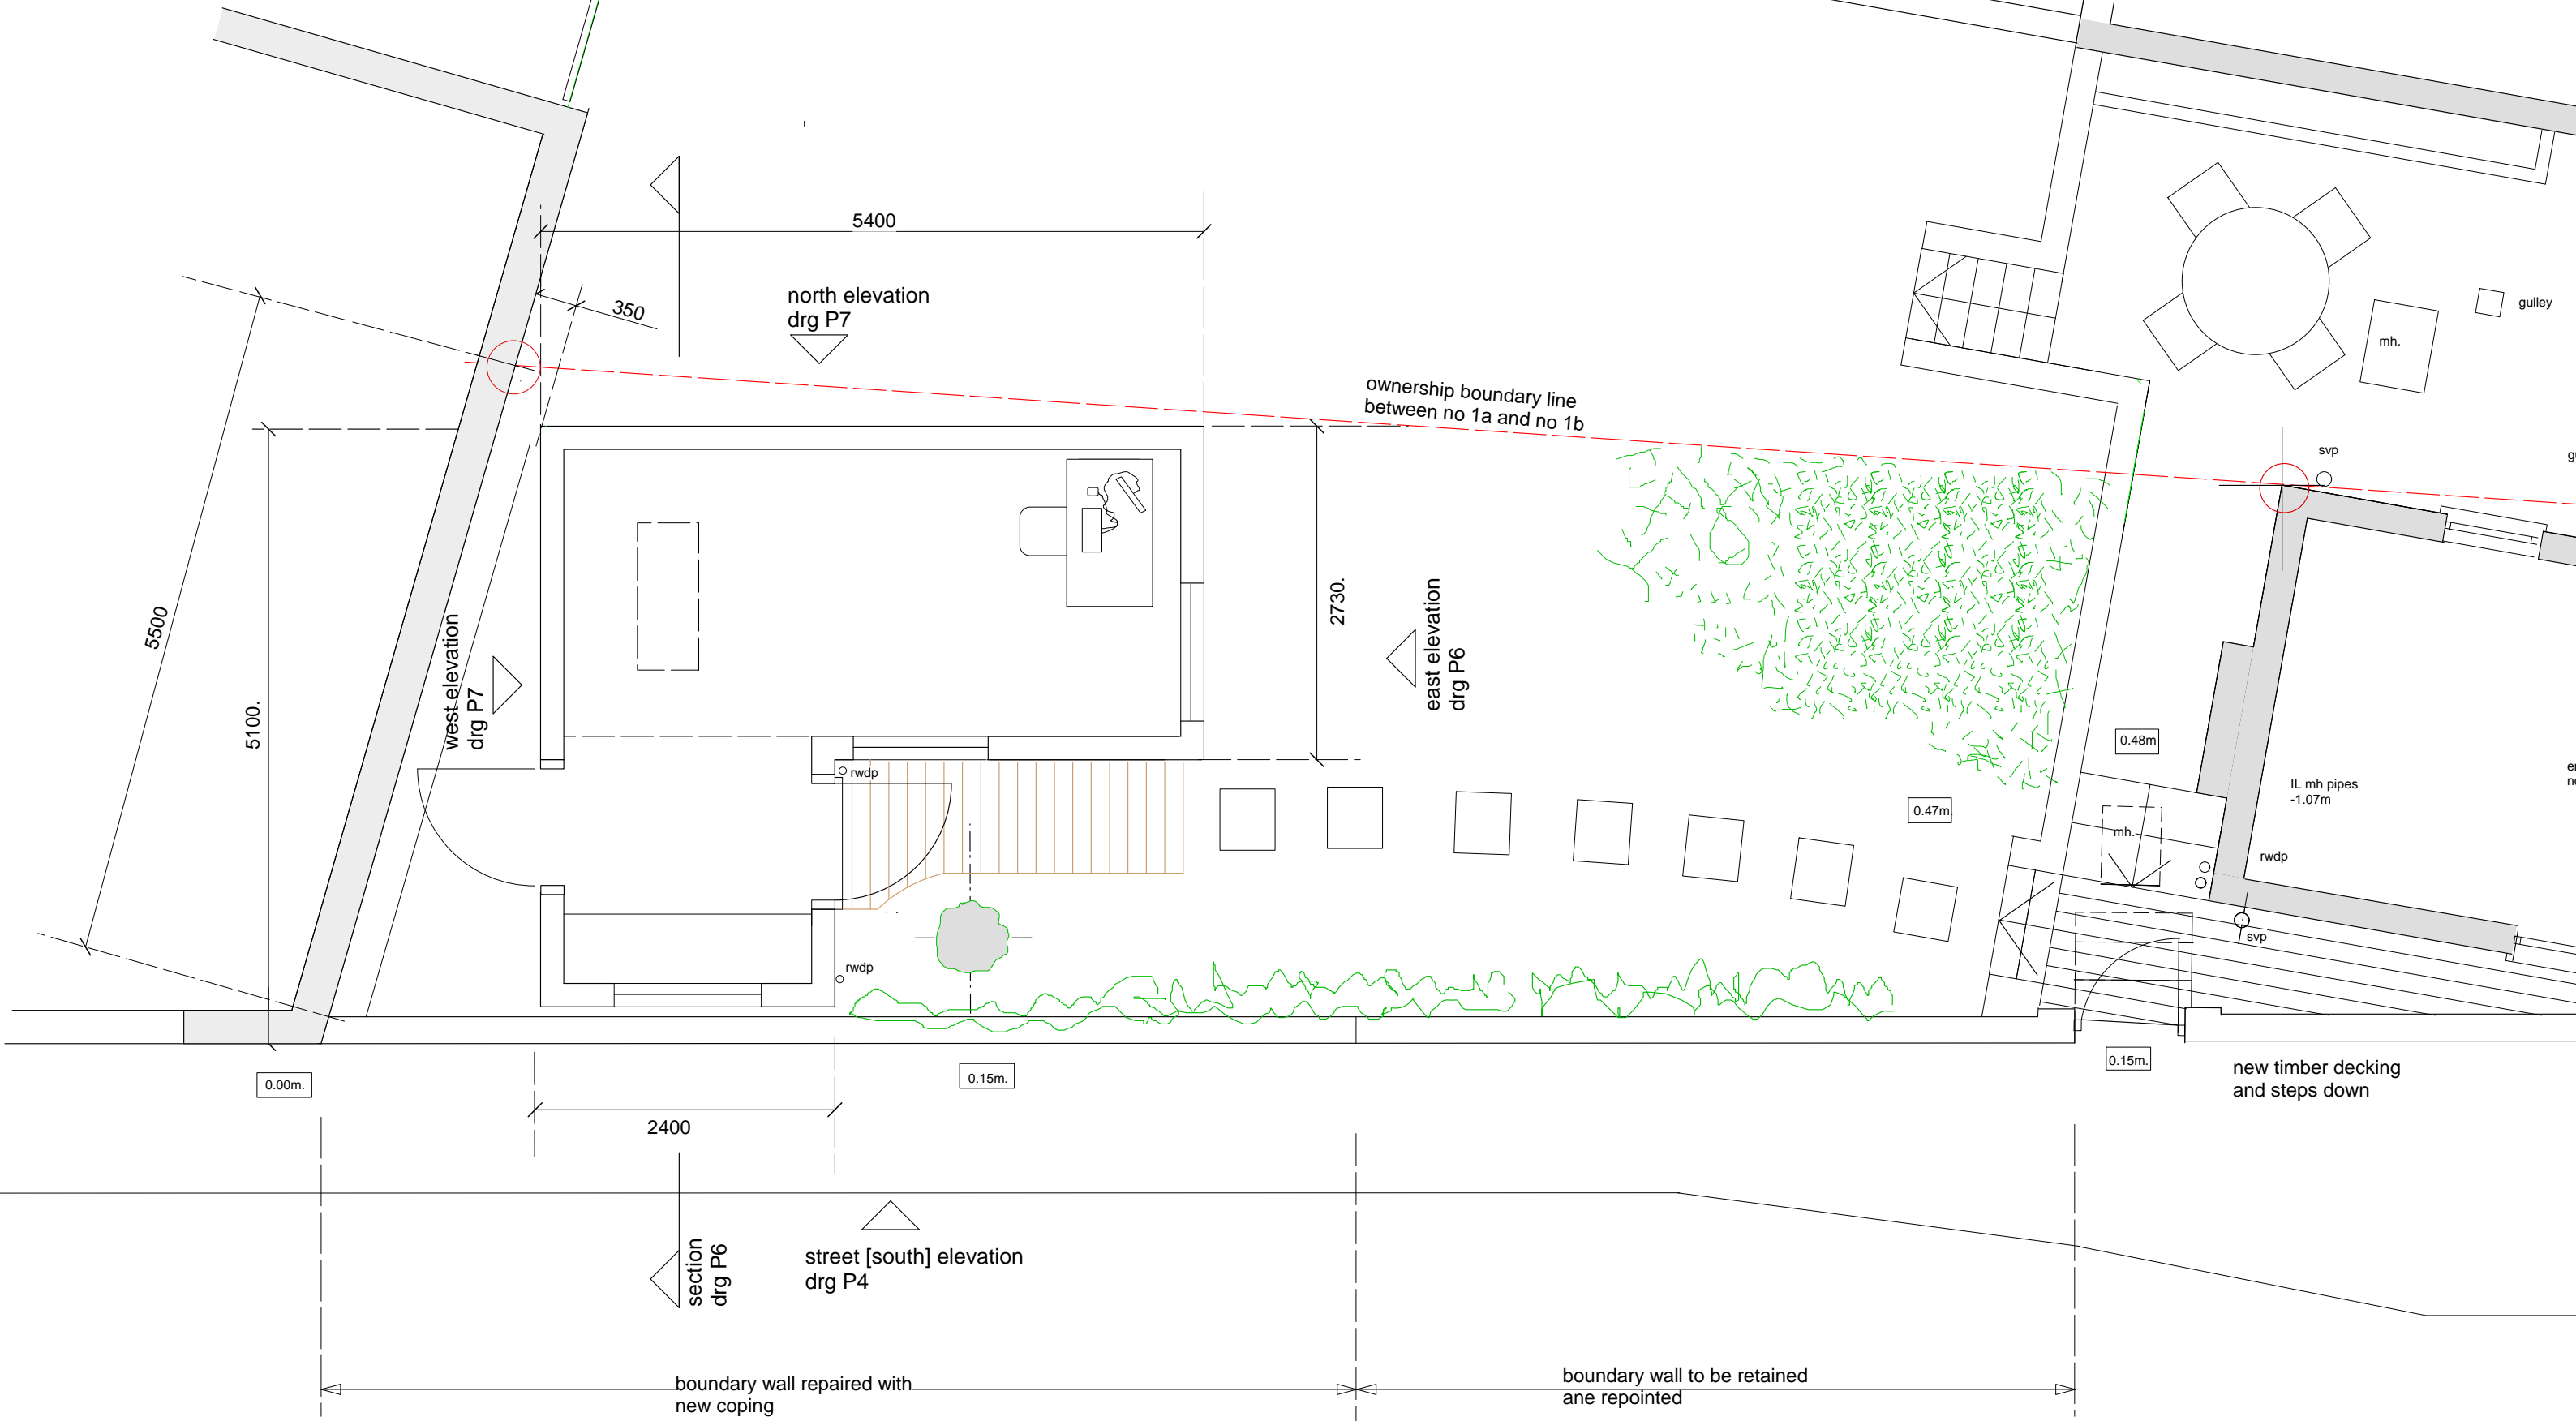 5400
north elevation
drg P7
350
gulley
mh.
ownership boundary line
between no 1a and no 1b
svp
5500
5100.
west elevation
drg P7
2730.
east elevation
drg P6
0.48m
IL mh pipes
-1.07m
rwdp
0.47m.
mh.
rwdp
svp
rwdp
0.00m.
0.15m.
0.15m.
new timber decking
and steps down
2400
section
drg P6
street [south] elevation
drg P4
boundary wall repaired with
new coping
boundary wall to be retained
ane repointed